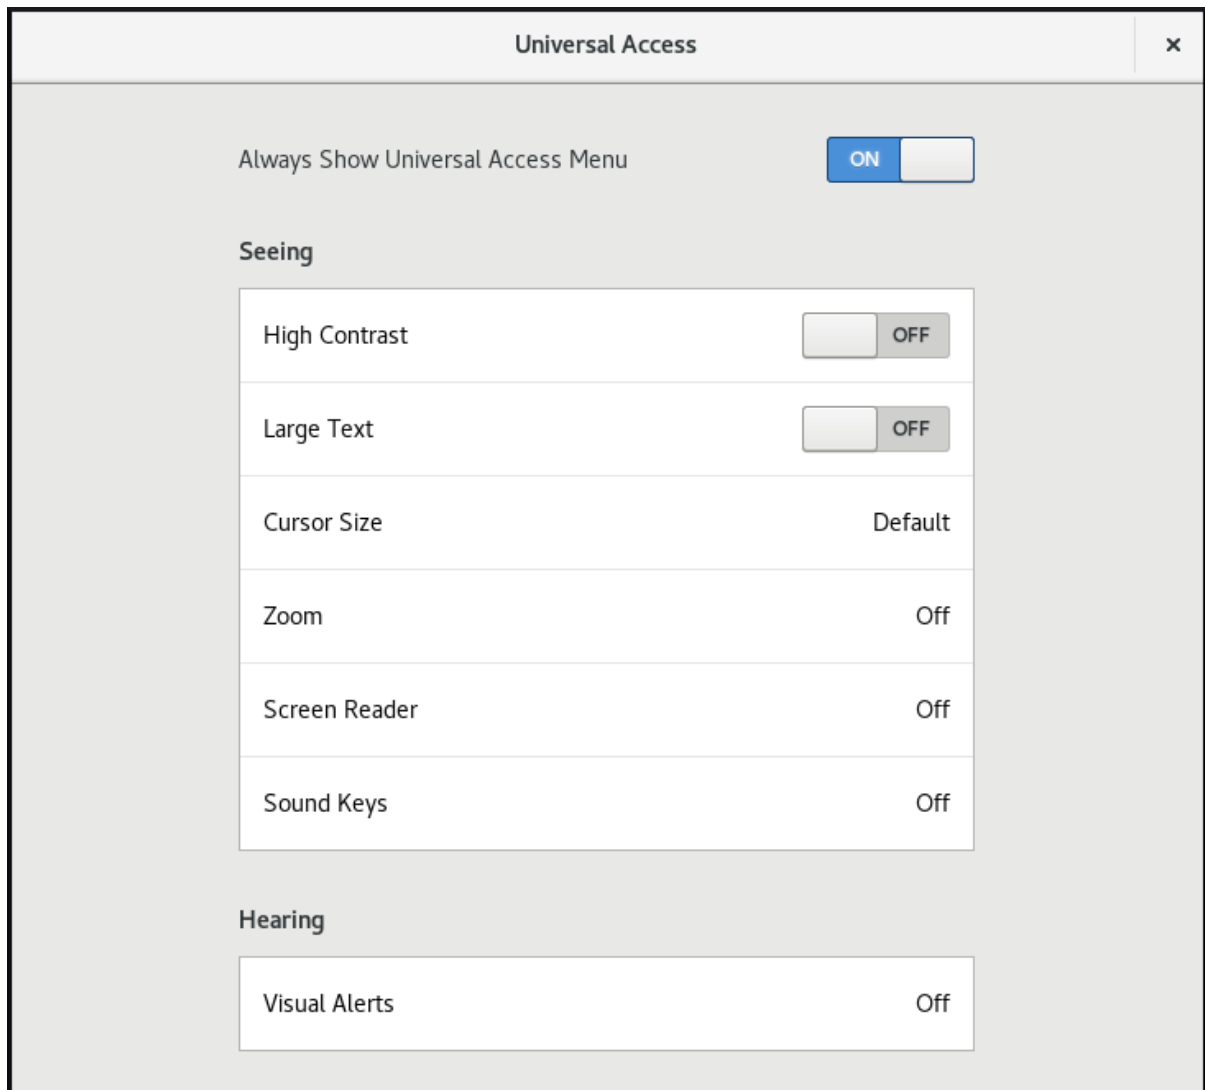 Universal Access
Always Show Universal Access Menu ON
Seeing
High Contrast OFF
Large Text OFF
Cursor Size Default
Zoom Off
Screen Reader Off
Sound Keys Off
Hearing
Visual Alerts Off